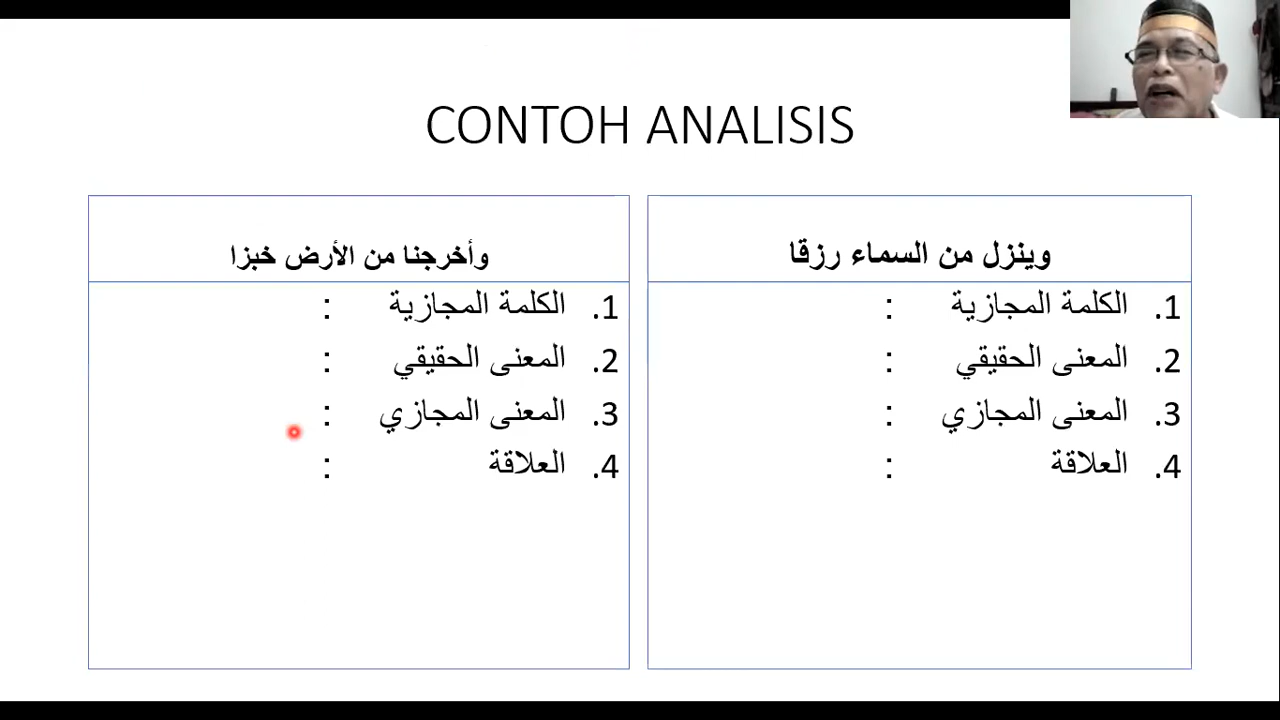 CONTOH ANALISIS
وينزل من السماء رزقا
1. الكلمة المجازية :
2. المعنى الحقيقي :
3. المعنى المجازي :
4. العلاقة :
وأخرجنا من الأرض خبزا
1. الكلمة المجازية :
2. المعنى الحقيقي :
3. المعنى المجازي :
4. العلاقة :